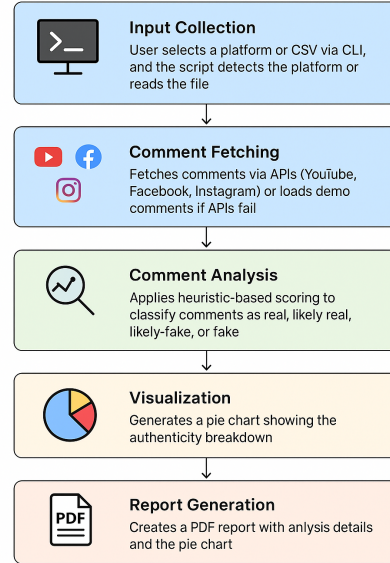 Input Collection
User selects a platform or CSV via CLI,
and the script detects the platform or
reads the file
Comment Fetching
Fetches comments via APIs (YouTube,
Facebook, Instagram) or loads demo
comments if APIs fail
Comment Analysis
Applies heuristic-based scoring to
classify comments as real, likely real,
likely-fake, or fake
Visualization
Generates a pie chart showing the
authenticity breakdown
PDF
Report Generation
Creates a PDF report with anlysis details
and the pie chart